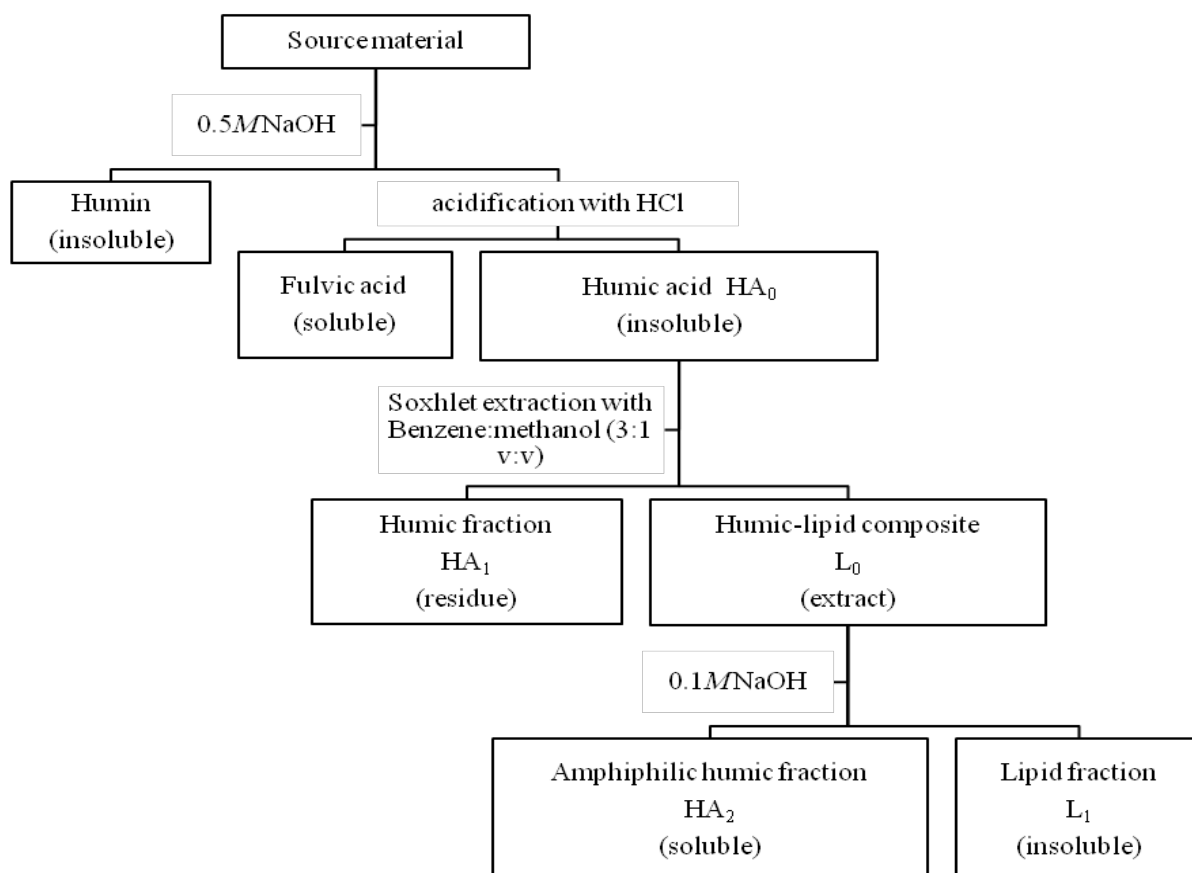 Source material
0.5M NaOH
Humin
(insoluble)
acidification with HCl
Fulvic acid
(soluble)
Humic acid HA₀
(insoluble)
Soxhlet extraction with
Benzene:methanol (3:1
v:v)
Humic fraction
HA₁
(residue)
Humic-lipid composite
L₀
(extract)
0.1M NaOH
Amphiphilic humic fraction
HA₂
(soluble)
Lipid fraction
L₁
(insoluble)